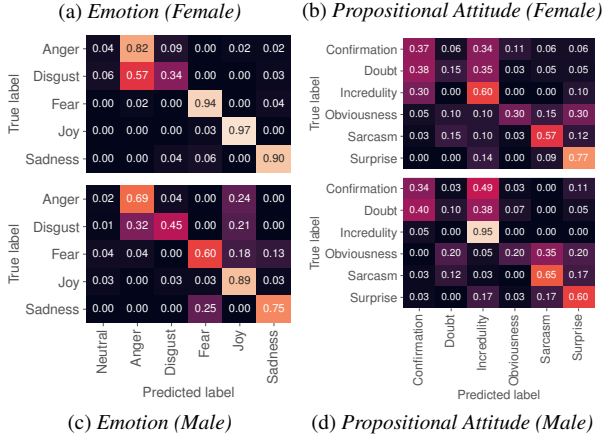 (a) Emotion (Female)
(b) Propositional Attitude (Female)
True label
Anger 0.04 0.82 0.09 0.00 0.02 0.02
Disgust 0.06 0.57 0.34 0.00 0.00 0.03
Fear 0.00 0.02 0.00 0.94 0.00 0.04
Joy 0.00 0.00 0.00 0.03 0.97 0.00
Sadness 0.00 0.00 0.04 0.06 0.00 0.90
True label
Confirmation 0.37 0.06 0.34 0.11 0.06 0.06
Doubt 0.38 0.15 0.35 0.03 0.05 0.05
Incredulity 0.30 0.00 0.60 0.00 0.00 0.10
Obviousness 0.05 0.10 0.10 0.30 0.15 0.30
Sarcasm 0.03 0.15 0.10 0.03 0.57 0.12
Surprise 0.00 0.00 0.14 0.00 0.09 0.77
True label
Anger 0.02 0.69 0.04 0.00 0.24 0.00
Disgust 0.01 0.32 0.45 0.00 0.21 0.00
Fear 0.04 0.04 0.00 0.60 0.18 0.13
Joy 0.03 0.00 0.03 0.03 0.89 0.03
Sadness 0.00 0.00 0.00 0.25 0.00 0.75
Neutral Anger Disgust Fear Joy Sadness
Predicted label
True label
Confirmation 0.34 0.03 0.49 0.03 0.00 0.11
Doubt 0.40 0.10 0.38 0.07 0.00 0.05
Incredulity 0.05 0.00 0.95 0.00 0.00 0.00
Obviousness 0.00 0.20 0.05 0.20 0.35 0.20
Sarcasm 0.03 0.12 0.03 0.00 0.65 0.17
Surprise 0.03 0.00 0.17 0.03 0.17 0.60
Confirmation Doubt Incredulity Obviousness Sarcasm Surprise
Predicted label
(c) Emotion (Male)
(d) Propositional Attitude (Male)